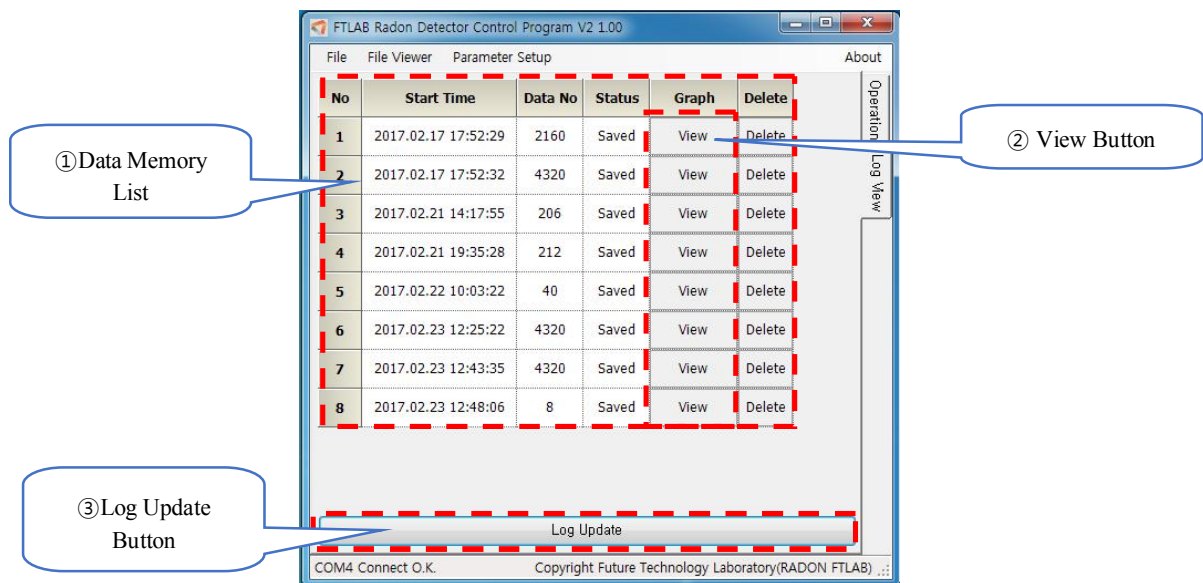 FTLAB Radon Detector Control Program V2 1.00
File File Viewer Parameter Setup About
No Start Time Data No Status Graph Delete
1 2017.02.17 17:52:29 2160 Saved View Delete
2 2017.02.17 17:52:32 4320 Saved View Delete
3 2017.02.21 14:17:55 206 Saved View Delete
4 2017.02.21 19:35:28 212 Saved View Delete
5 2017.02.22 10:03:22 40 Saved View Delete
6 2017.02.23 12:25:22 4320 Saved View Delete
7 2017.02.23 12:43:35 4320 Saved View Delete
8 2017.02.23 12:48:06 8 Saved View Delete
Operation
Log View
①Data Memory
List
② View Button
③Log Update
Button
Log Update
COM4 Connect O.K. Copyright Future Technology Laboratory(RADON FTLAB)